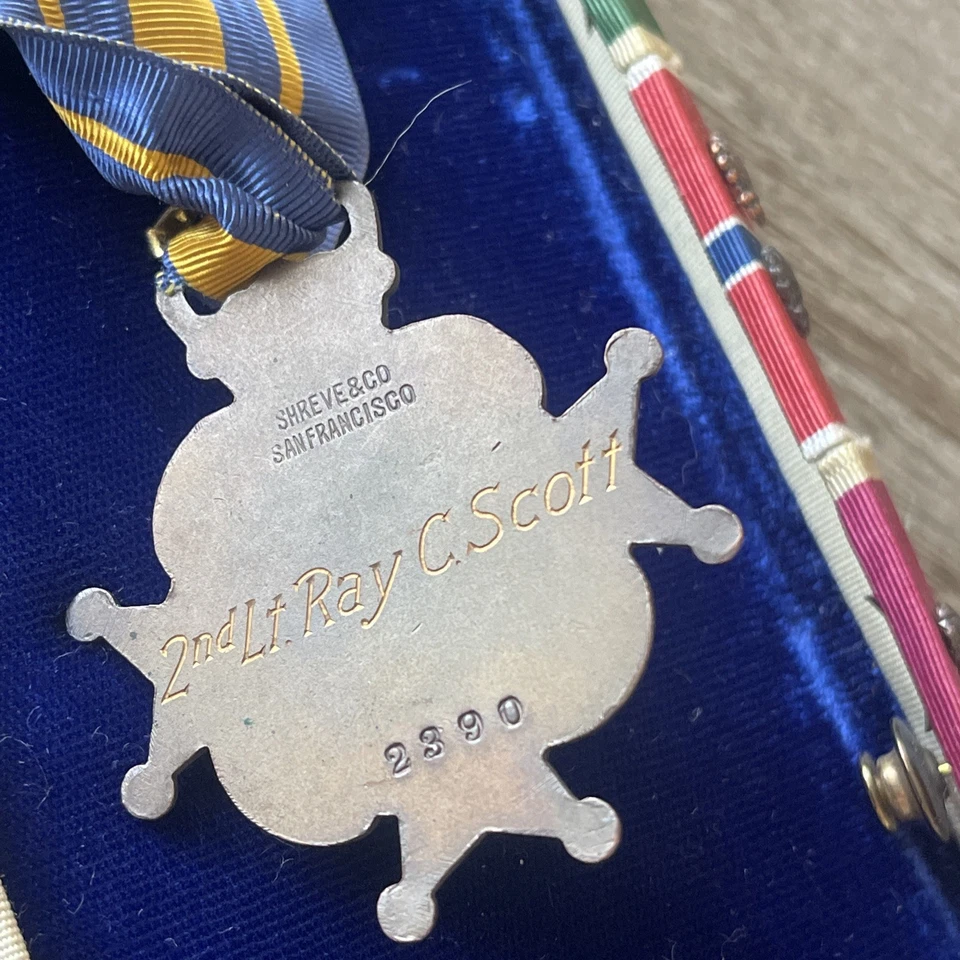 SHREVE&CO
SAN FRANCISCO
2nd Lt. Ray C. Scott
2390